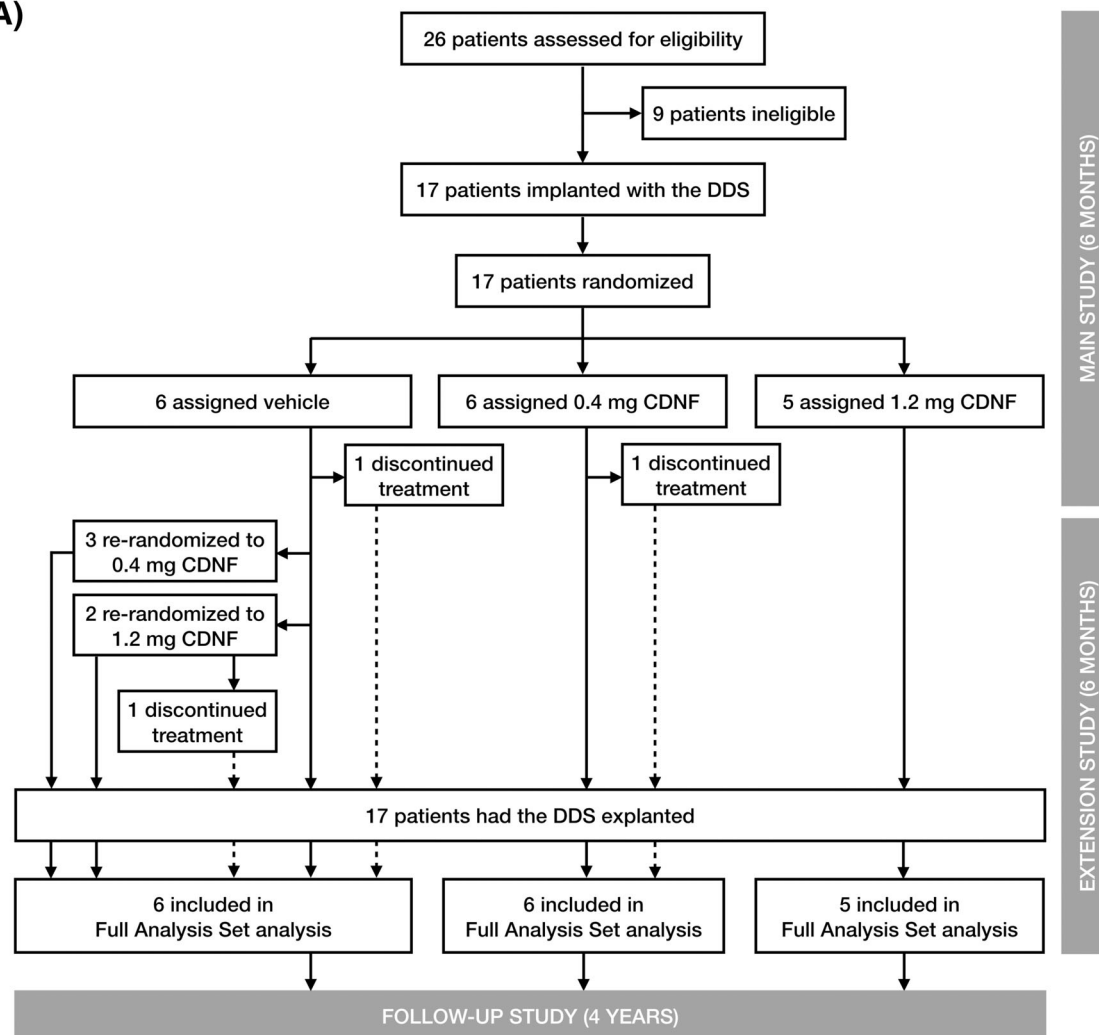 A)
26 patients assessed for eligibility
9 patients ineligible
17 patients implanted with the DDS
17 patients randomized
6 assigned vehicle
6 assigned 0.4 mg CDNF
5 assigned 1.2 mg CDNF
1 discontinued
treatment
1 discontinued
treatment
3 re-randomized to
0.4 mg CDNF
2 re-randomized to
1.2 mg CDNF
1 discontinued
treatment
17 patients had the DDS explanted
6 included in
Full Analysis Set analysis
6 included in
Full Analysis Set analysis
5 included in
Full Analysis Set analysis
FOLLOW-UP STUDY (4 YEARS)
MAIN STUDY (6 MONTHS)
EXTENSION STUDY (6 MONTHS)